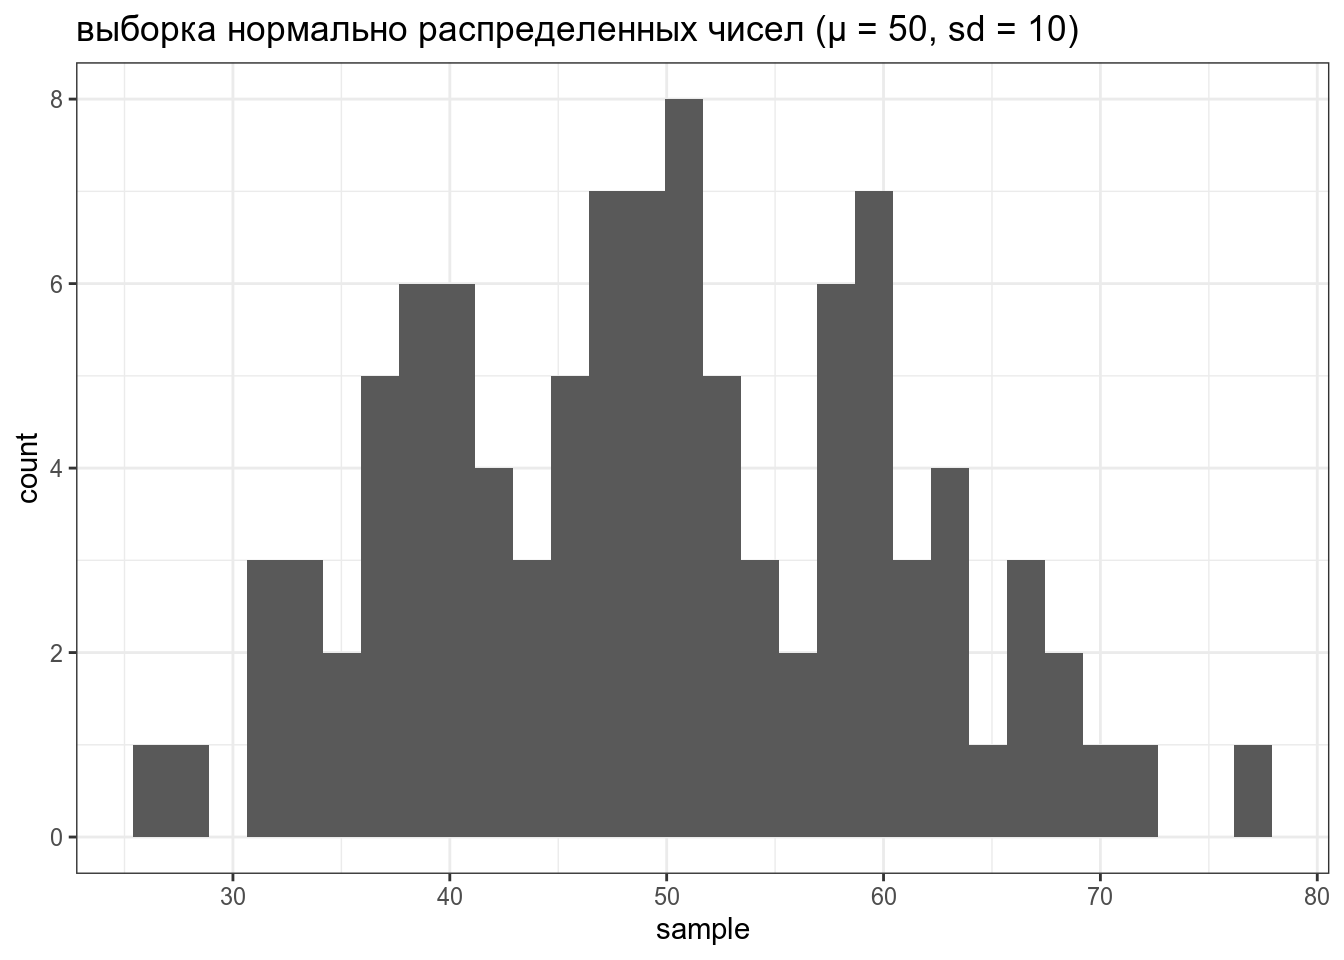 выборка нормально распределенных чисел (μ = 50, sd = 10)
8
6
4
2
0
count
30 40 50 60 70 80
sample